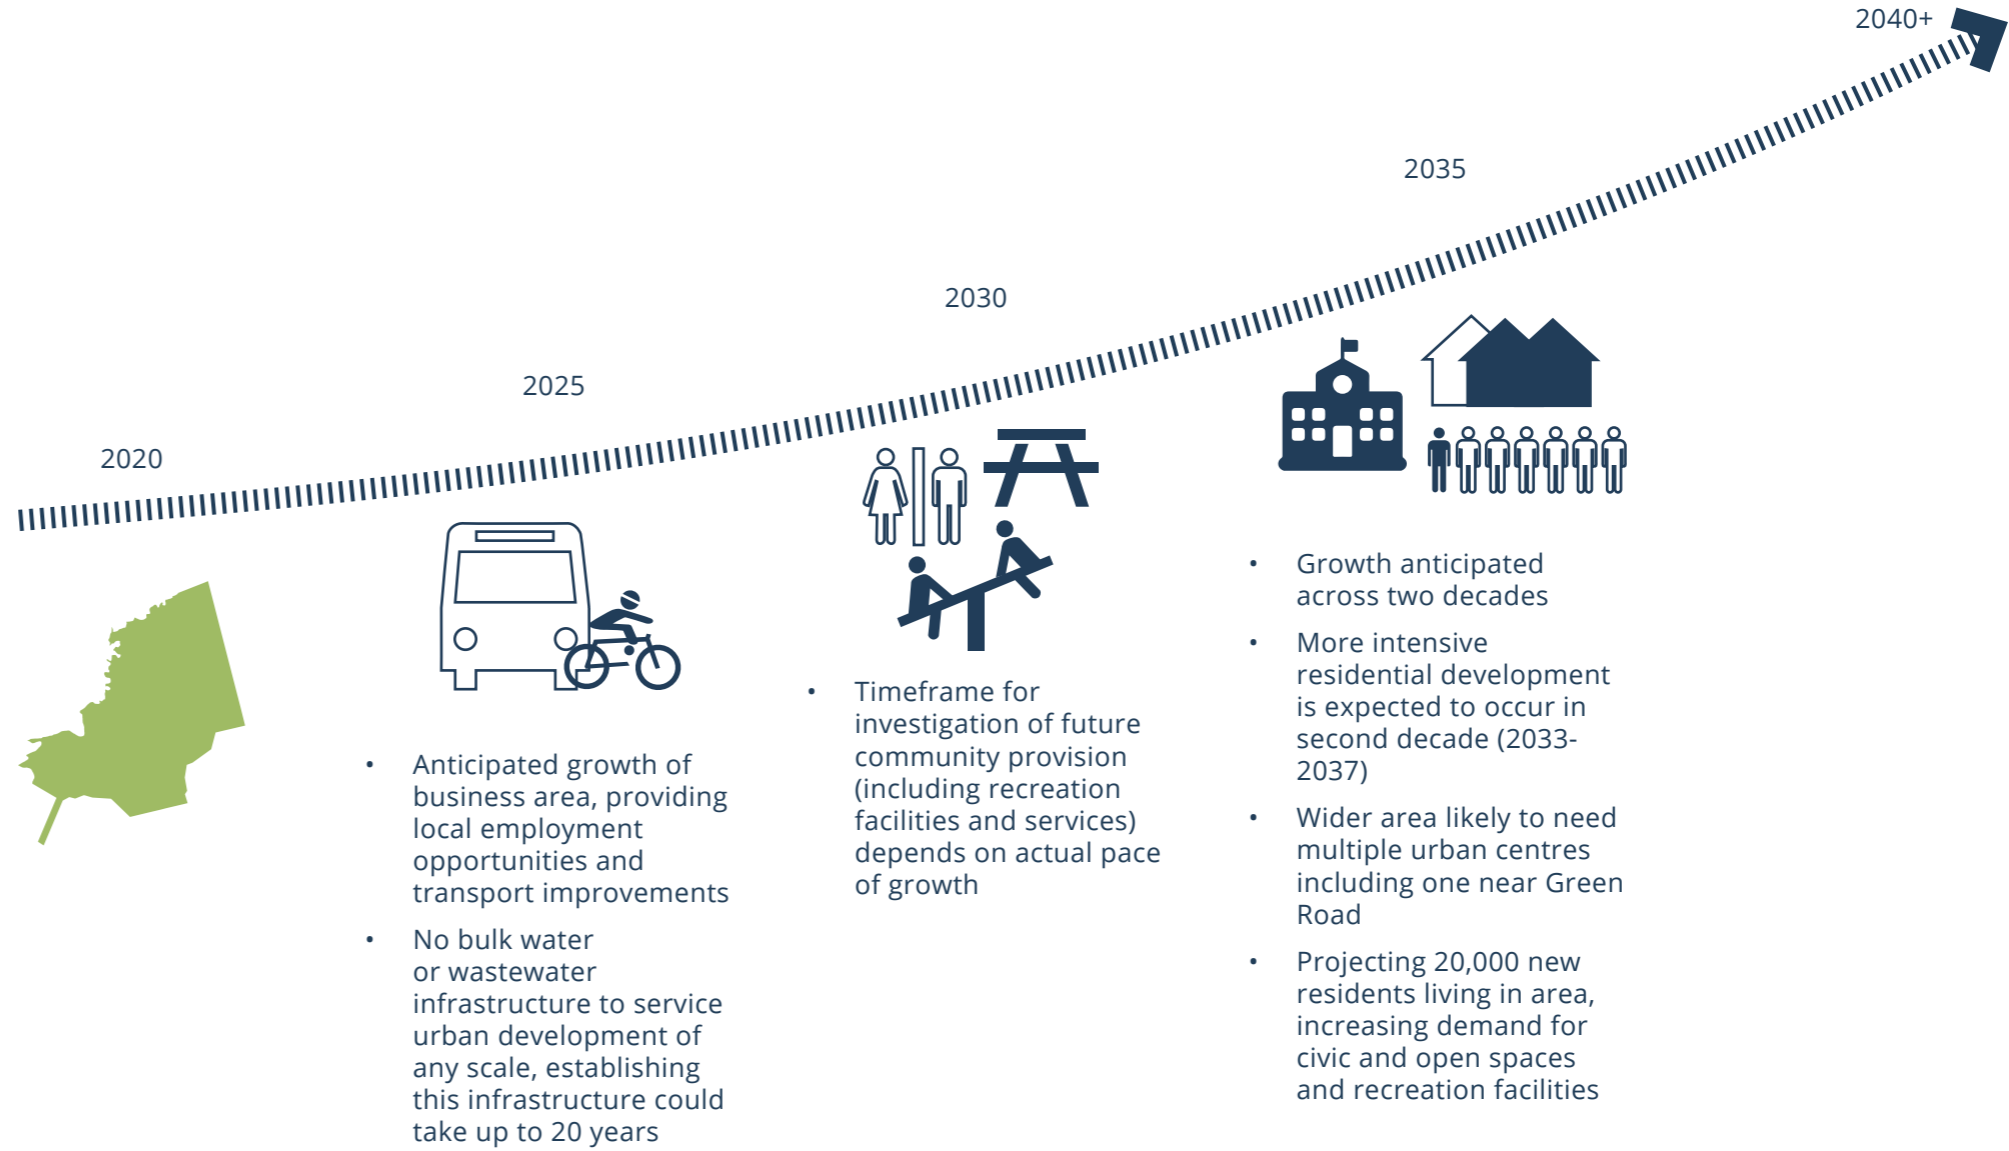 2020
2025
• Anticipated growth of
business area, providing
local employment
opportunities and
transport improvements
• No bulk water
or wastewater
infrastructure to service
urban development of
any scale, establishing
this infrastructure could
take up to 20 years
2030
• Timeframe for
investigation of future
community provision
(including recreation
facilities and services)
depends on actual pace
of growth
2035
• Growth anticipated
across two decades
• More intensive
residential development
is expected to occur in
second decade (2033-
2037)
• Wider area likely to need
multiple urban centres
including one near Green
Road
• Projecting 20,000 new
residents living in area,
increasing demand for
civic and open spaces
and recreation facilities
2040+